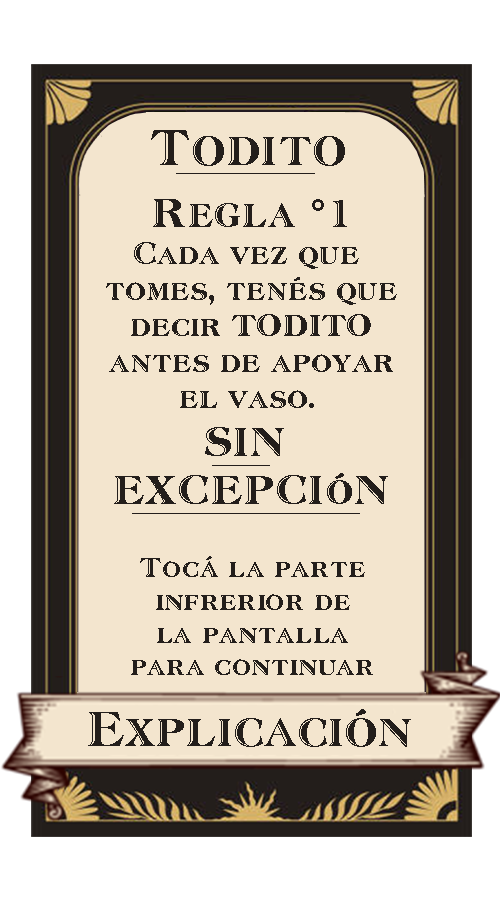 Todito
Regla °1
Cada vez que
tomes, tenés que
decir TODITO
antes de apoyar
el vaso.
SIN
EXCEPCIóN
Tocá la parte
infrerior de
la pantalla
para continuar
Explicación